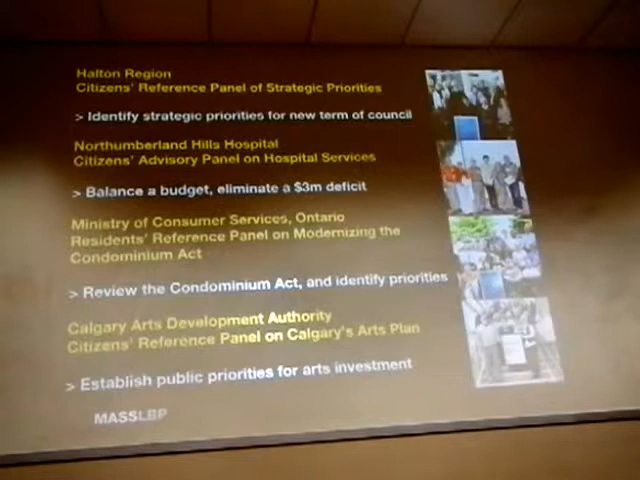 Halton Region
Citizens' Reference Panel of Strategic Priorities
> Identify strategic priorities for new term of council
Northumberland Hills Hospital
Citizens' Advisory Panel on Hospital Services
> Balance a budget, eliminate a $3m deficit
Ministry of Consumer Services, Ontario
Residents' Reference Panel on Modernizing the
Condominium Act
> Review the Condominium Act, and identify priorities
Calgary Arts Development Authority
Citizens' Reference Panel on Calgary's Arts Plan
> Establish public priorities for arts investment
MASSLBP